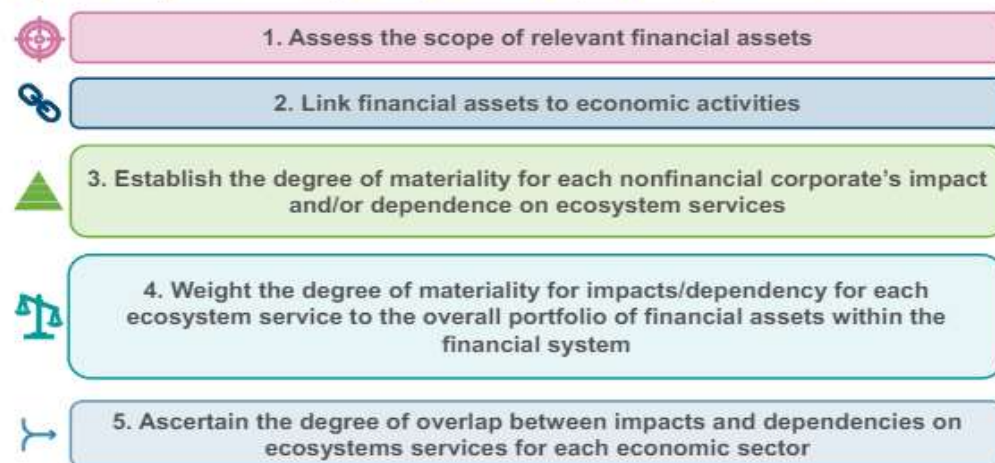 1. Assess the scope of relevant financial assets
2. Link financial assets to economic activities
3. Establish the degree of materiality for each nonfinancial corporate's impact
and/or dependence on ecosystem services
4. Weight the degree of materiality for impacts/dependency for each
ecosystem service to the overall portfolio of financial assets within the
financial system
5. Ascertain the degree of overlap between impacts and dependencies on
ecosystems services for each economic sector